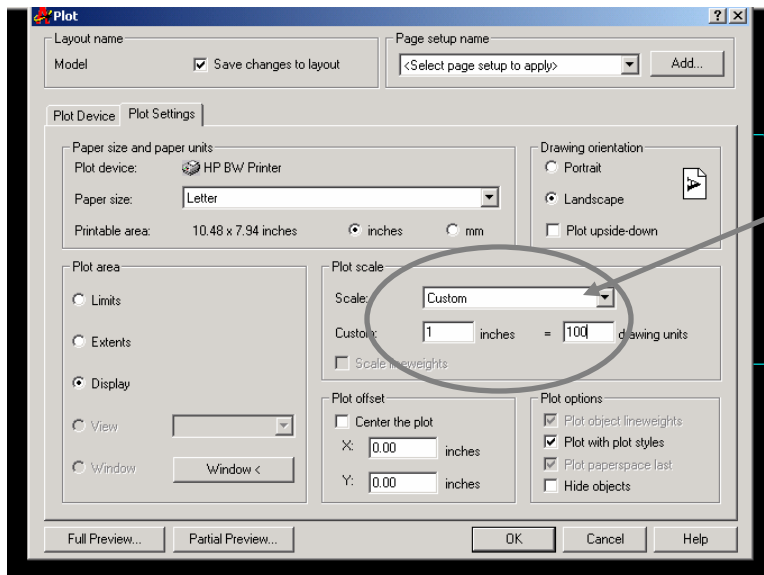 Plot
Layout name
Model
Save changes to layout
Page setup name
<Select page setup to apply>
Add...
Plot Device
Plot Settings
Paper size and paper units
Plot device:
HP BW Printer
Paper size:
Letter
Printable area:
10.48 x 7.94 inches
inches
mm
Drawing orientation
Portrait
Landscape
Plot upside-down
A
Plot area
Limits
Extents
Display
View
Window
Window <
Plot scale
Scale:
Custom
Custom:
1
inches
=
100
drawing units
Scale lineweights
Plot offset
Center the plot
X:
0.00
inches
Y:
0.00
inches
Plot options
Plot object lineweights
Plot with plot styles
Plot paperspace last
Hide objects
Full Preview...
Partial Preview...
OK
Cancel
Help